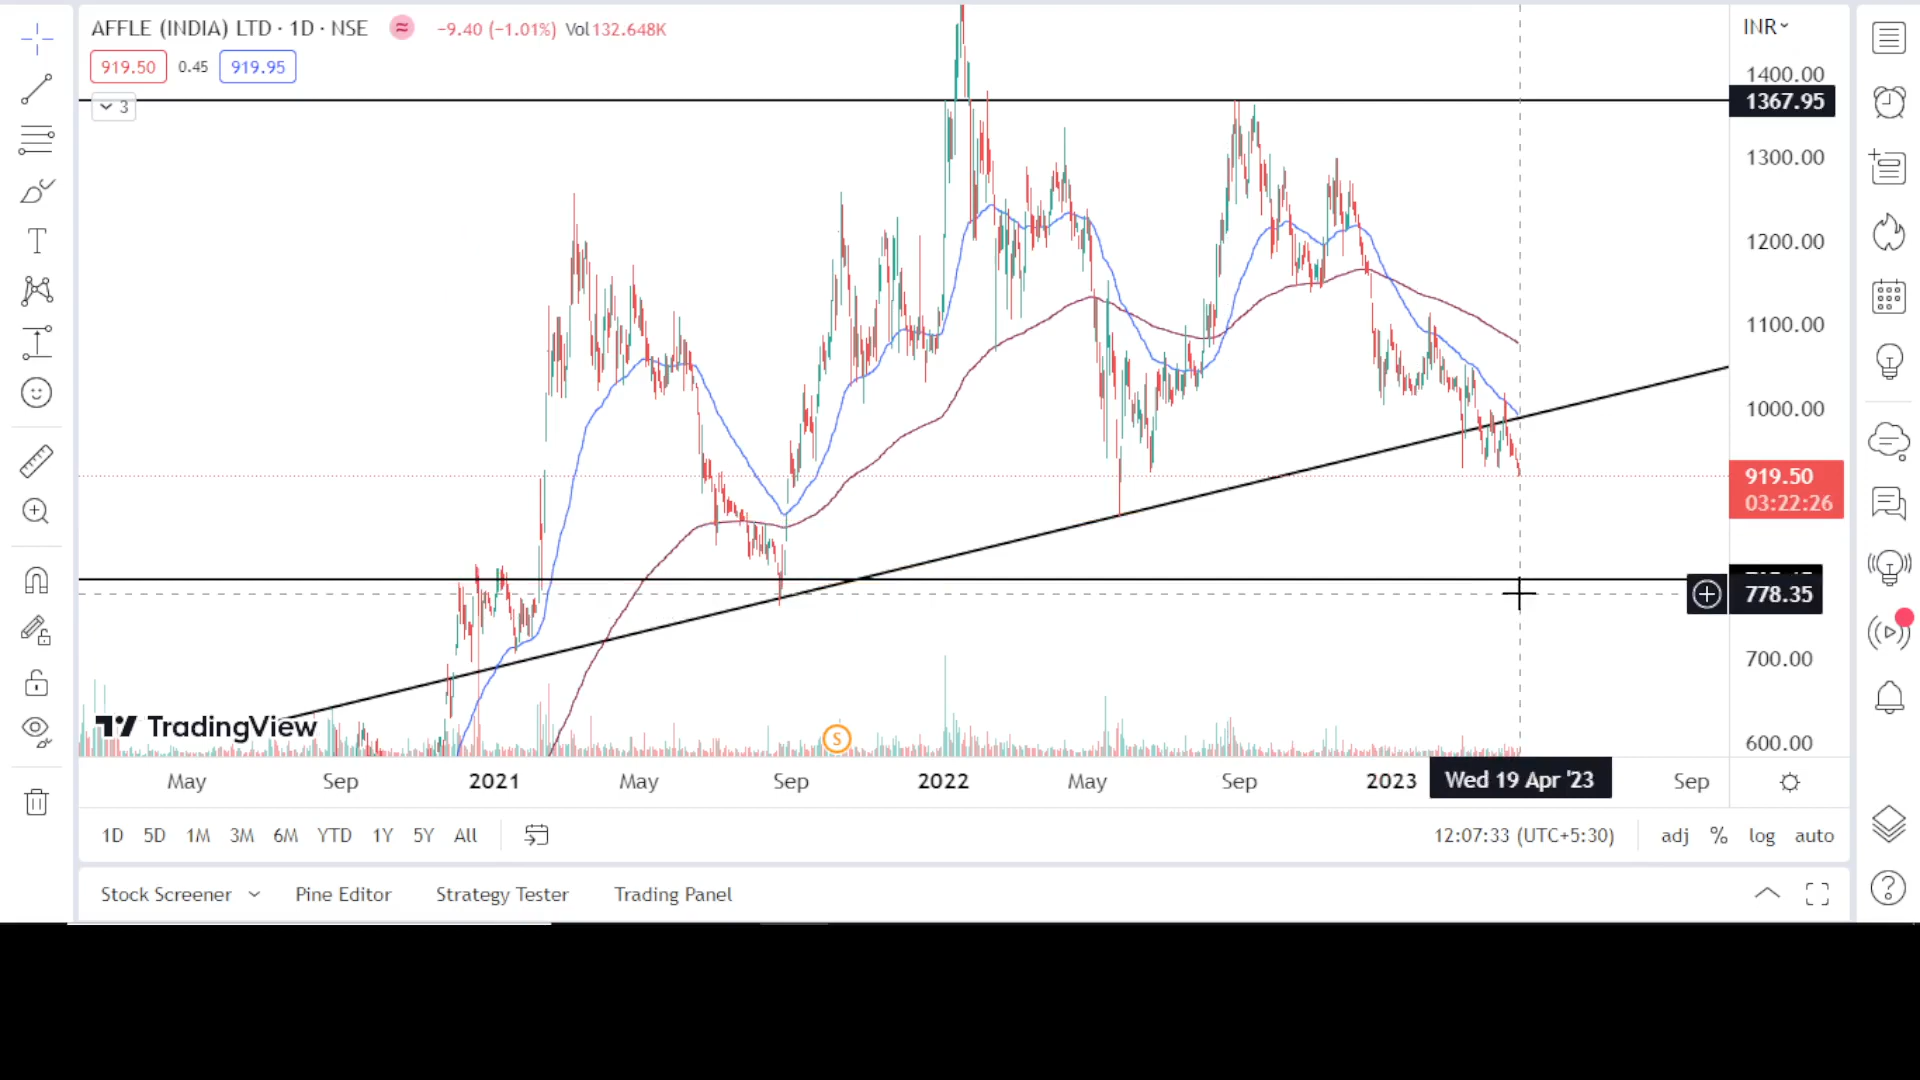 AFFLE (INDIA) LTD · 1D · NSE ≈ −9.40 (−1.01%) Vol 132.648K
INR
919.50 0.45 919.95
3
1400.00
1367.95
1300.00
1200.00
1100.00
1000.00
919.50
03:22:26
778.35
700.00
600.00
T
TradingView
S
May Sep 2021 May Sep 2022 May Sep 2023 Wed 19 Apr '23 Sep
1D 5D 1M 3M 6M YTD 1Y 5Y All 12:07:33 (UTC+5:30) adj % log auto
Stock Screener Pine Editor Strategy Tester Trading Panel